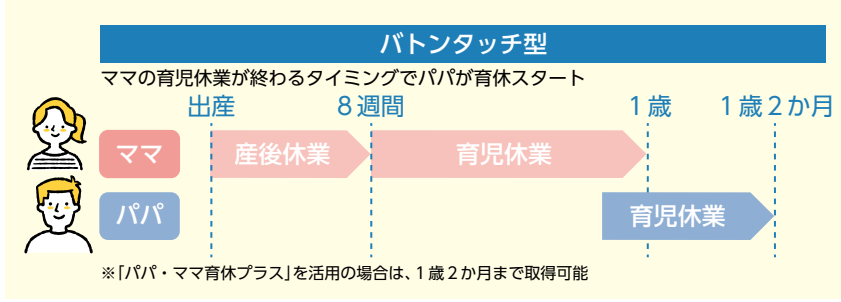 バトンタッチ型
ママの育児休業が終わるタイミングでパパが育休スタート
出産 8週間 1歳 1歳2か月
ママ 産後休業 育児休業
パパ 育児休業
※「パパ・ママ育休プラス」を活用の場合は、1歳2か月まで取得可能